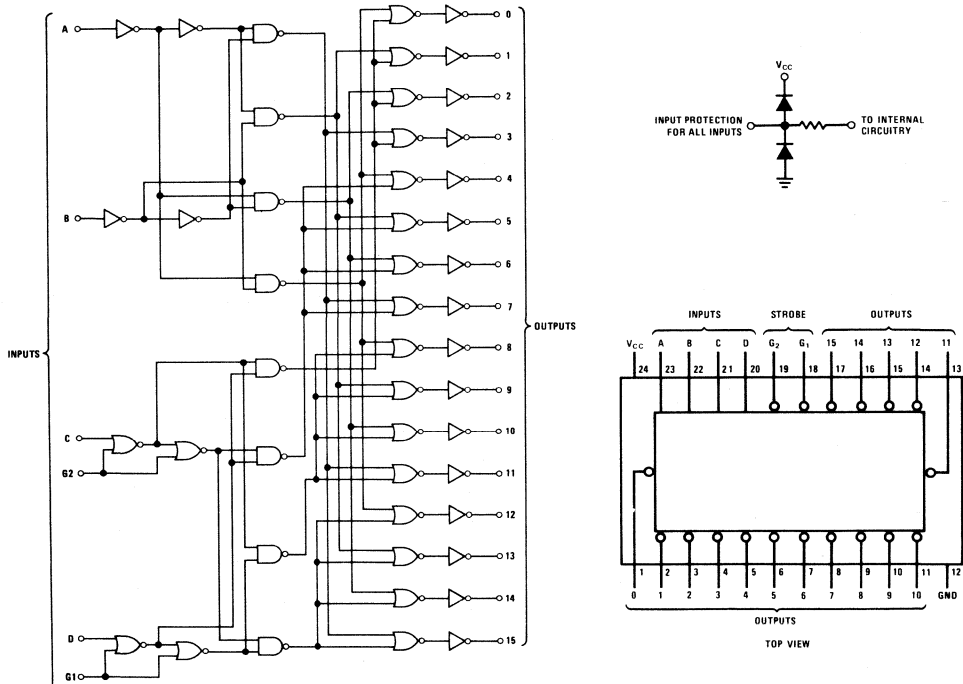 A
B
C
G2
D
G1
INPUTS
0
1
2
3
4
5
6
7
8
9
10
11
12
13
14
15
OUTPUTS
VCC
INPUT PROTECTION
FOR ALL INPUTS
TO INTERNAL
CIRCUITRY
INPUTS STROBE OUTPUTS
VCC A B C D G2 G1 15 14 13 12 11
24 23 22 21 20 19 18 17 16 15 14 13
1 2 3 4 5 6 7 8 9 10 11 12
0 1 2 3 4 5 6 7 8 9 10 GND
OUTPUTS
TOP VIEW